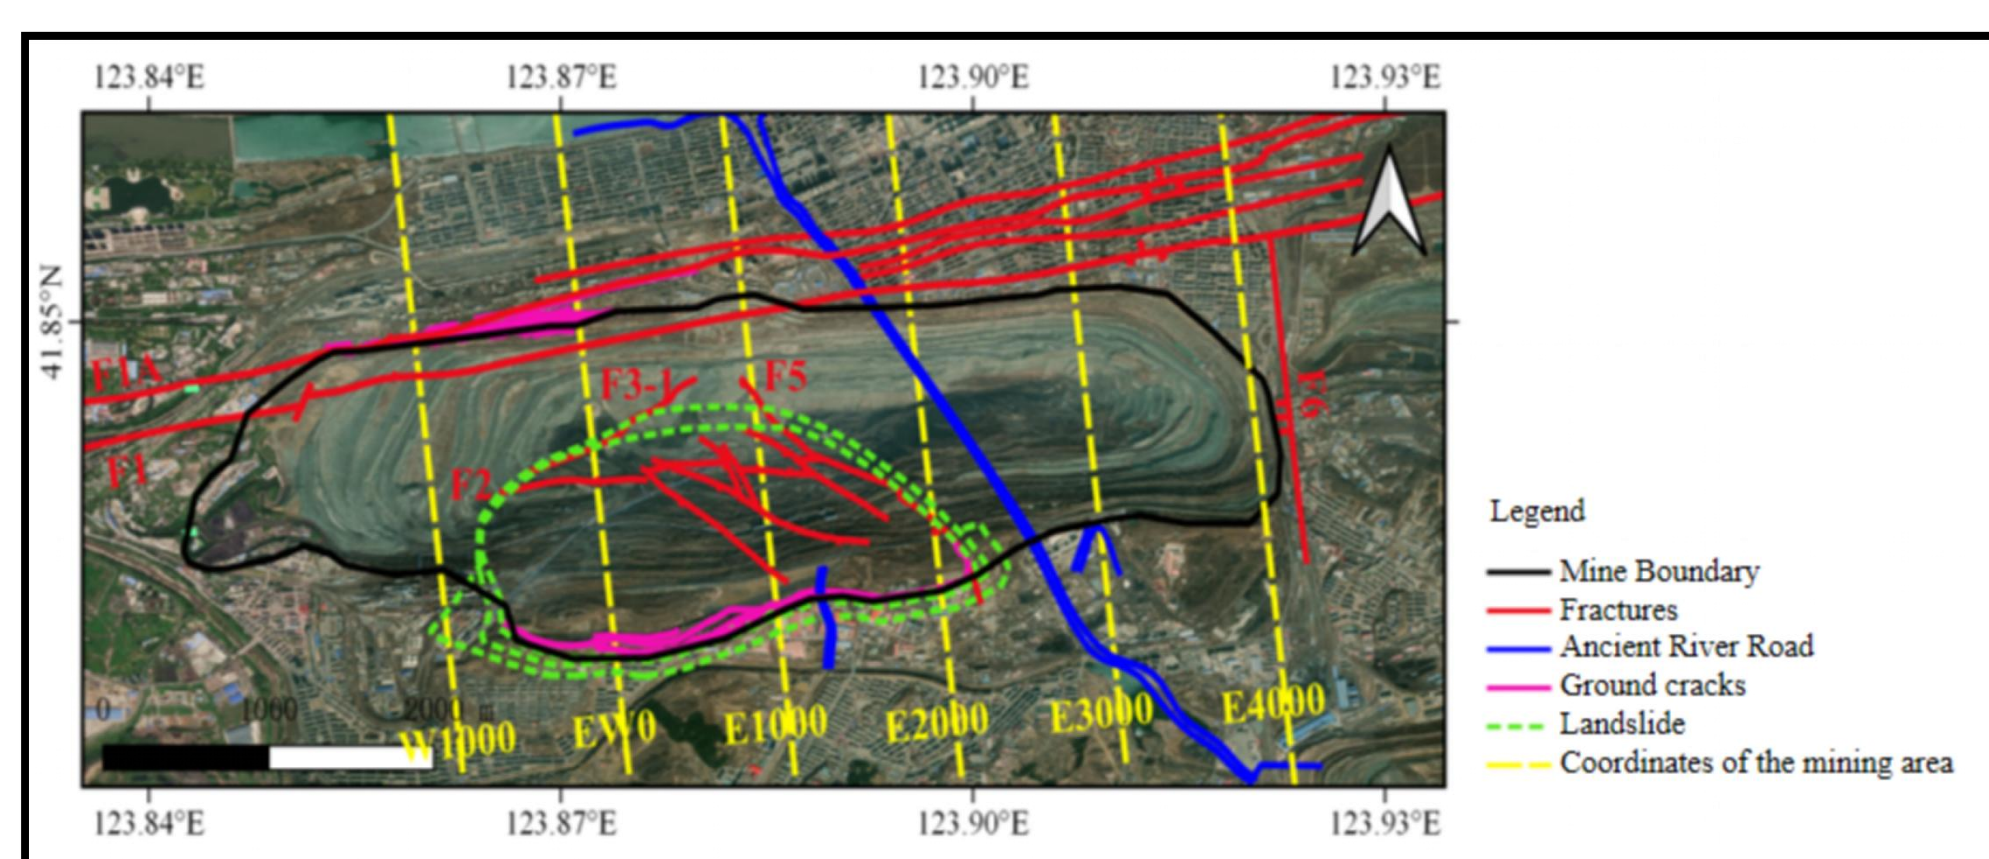 123.84°E 123.87°E 123.90°E 123.93°E
41.85°N
F1A
F1
F3-1
F5
F2
F6
0 1000 2000 m
W1000 EW0 E1000 E2000 E3000 E4000
123.84°E 123.87°E 123.90°E 123.93°E
Legend
Mine Boundary
Fractures
Ancient River Road
Ground cracks
Landslide
Coordinates of the mining area